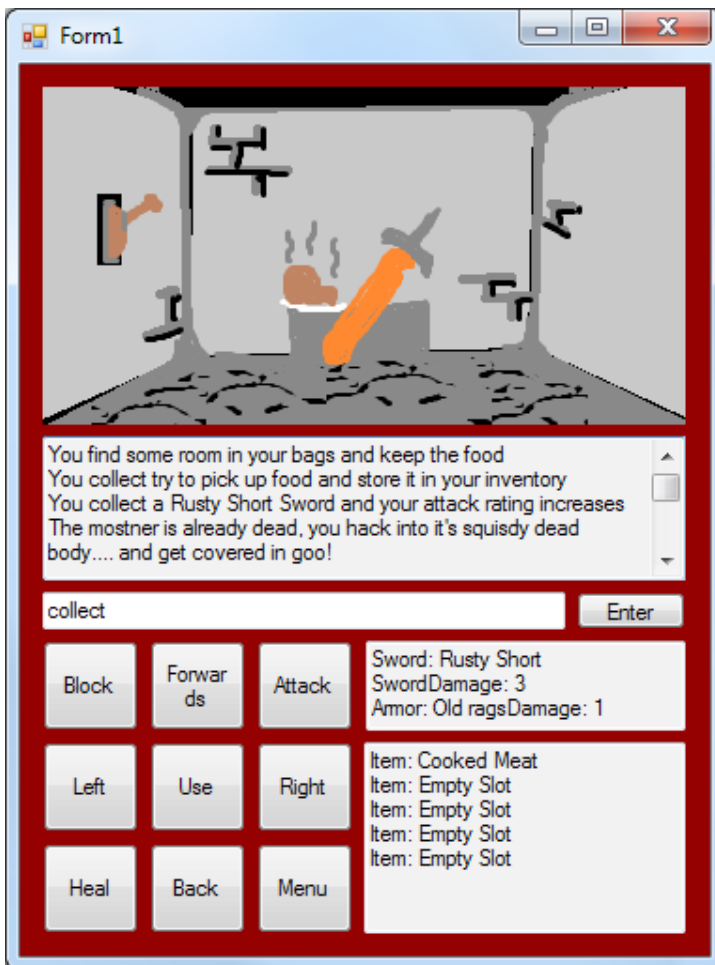 Form1
You find some room in your bags and keep the food
You collect try to pick up food and store it in your inventory
You collect a Rusty Short Sword and your attack rating increases
The mostner is already dead, you hack into it's squisdy dead
body.... and get covered in goo!
collect
Enter
Block
Forwar
ds
Attack
Sword: Rusty Short
SwordDamage: 3
Armor: Old ragsDamage: 1
Left
Use
Right
Item: Cooked Meat
Item: Empty Slot
Item: Empty Slot
Item: Empty Slot
Item: Empty Slot
Heal
Back
Menu